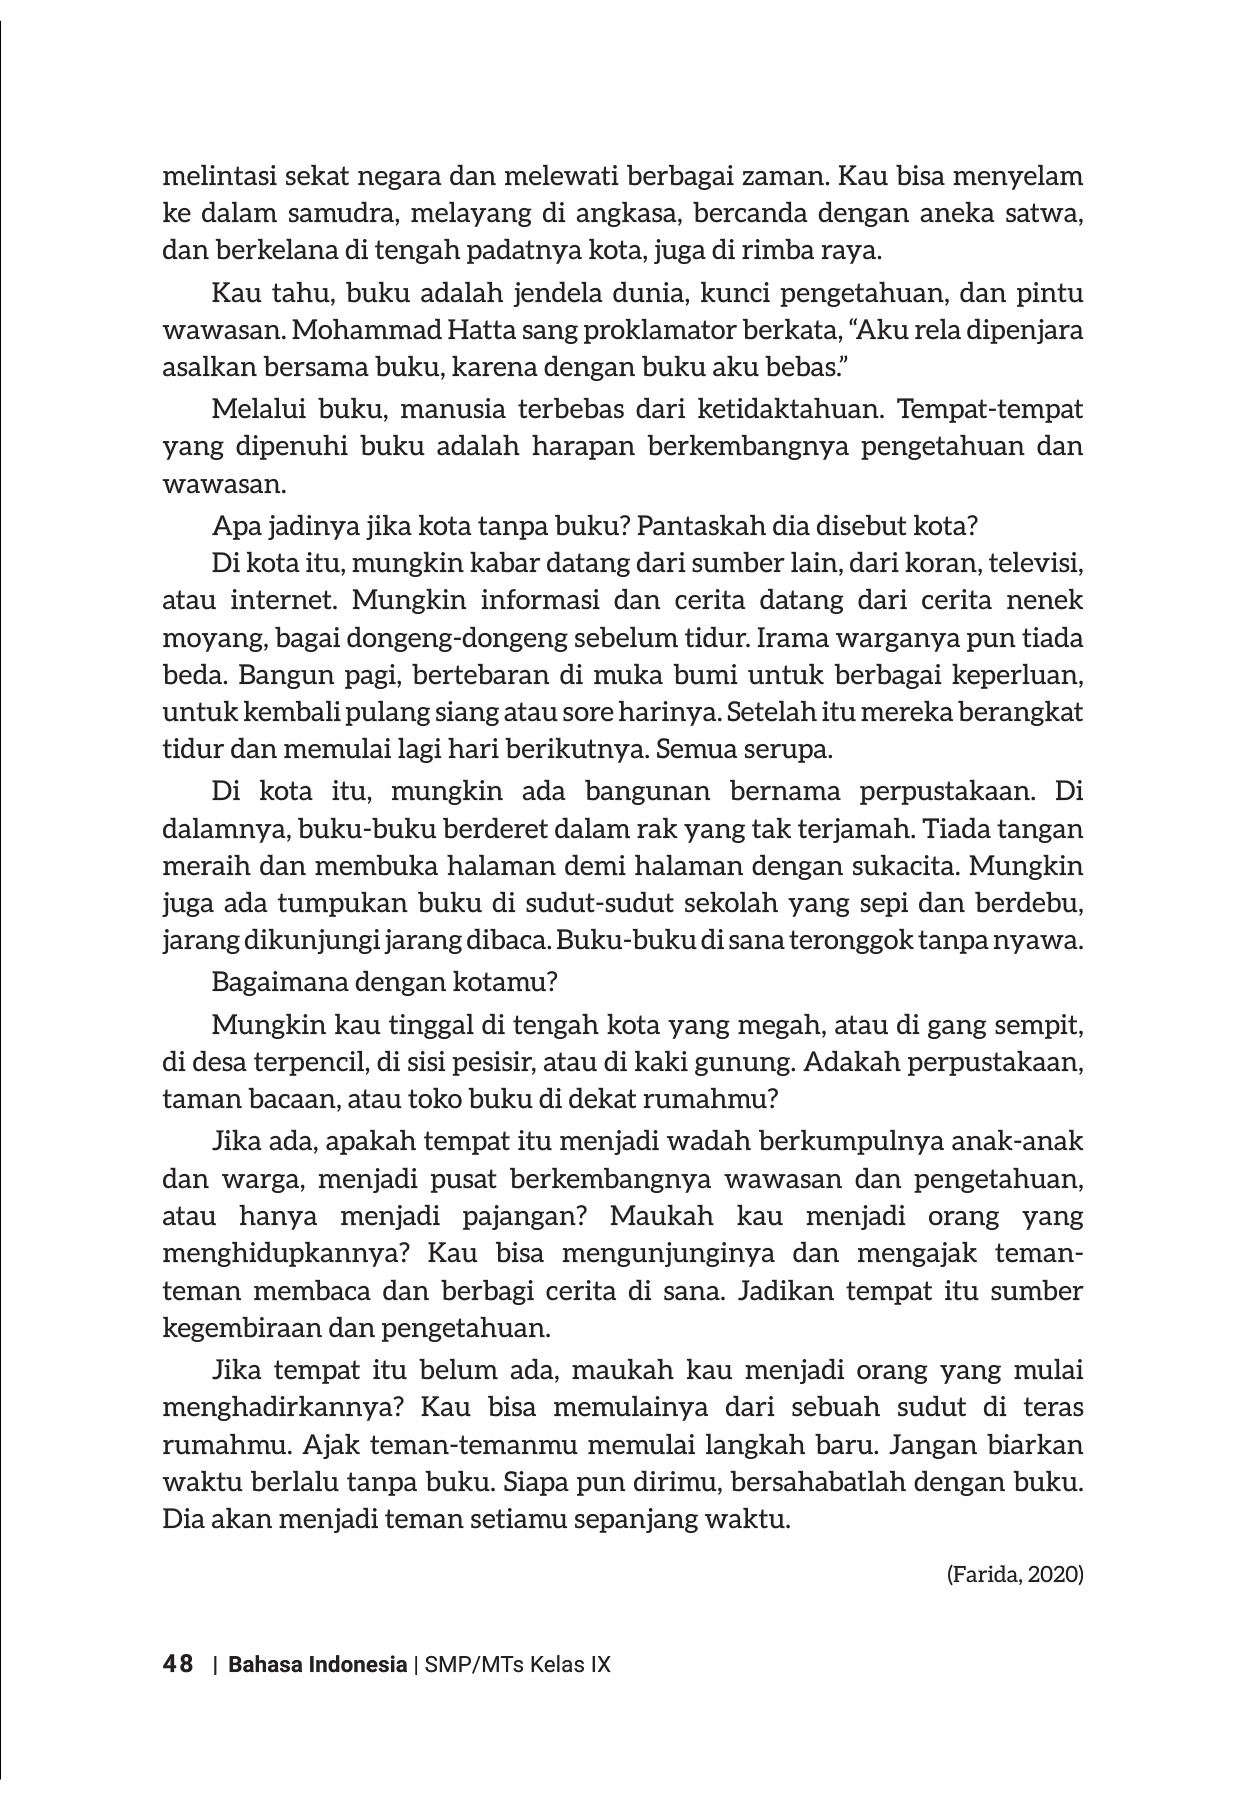 melintasi sekat negara dan melewati berbagai zaman. Kau bisa menyelam
ke dalam samudra, melayang di angkasa, bercanda dengan aneka satwa,
dan berkelana di tengah padatnya kota, juga di rimba raya.
Kau tahu, buku adalah jendela dunia, kunci pengetahuan, dan pintu
wawasan. Mohammad Hatta sang proklamator berkata, “Aku rela dipenjara
asalkan bersama buku, karena dengan buku aku bebas.”
Melalui buku, manusia terbebas dari ketidaktahuan. Tempat-tempat
yang dipenuhi buku adalah harapan berkembangnya pengetahuan dan
wawasan.
Apa jadinya jika kota tanpa buku? Pantaskah dia disebut kota?
Di kota itu, mungkin kabar datang dari sumber lain, dari koran, televisi,
atau internet. Mungkin informasi dan cerita datang dari cerita nenek
moyang, bagai dongeng-dongeng sebelum tidur. Irama warganya pun tiada
beda. Bangun pagi, bertebaran di muka bumi untuk berbagai keperluan,
untuk kembali pulang siang atau sore harinya. Setelah itu mereka berangkat
tidur dan memulai lagi hari berikutnya. Semua serupa.
Di kota itu, mungkin ada bangunan bernama perpustakaan. Di
dalamnya, buku-buku berderet dalam rak yang tak terjamah. Tiada tangan
meraih dan membuka halaman demi halaman dengan sukacita. Mungkin
juga ada tumpukan buku di sudut-sudut sekolah yang sepi dan berdebu,
jarang dikunjungi jarang dibaca. Buku-buku di sana teronggok tanpa nyawa.
Bagaimana dengan kotamu?
Mungkin kau tinggal di tengah kota yang megah, atau di gang sempit,
di desa terpencil, di sisi pesisir, atau di kaki gunung. Adakah perpustakaan,
taman bacaan, atau toko buku di dekat rumahmu?
Jika ada, apakah tempat itu menjadi wadah berkumpulnya anak-anak
dan warga, menjadi pusat berkembangnya wawasan dan pengetahuan,
atau hanya menjadi pajangan? Maukah kau menjadi orang yang
menghidupkannya? Kau bisa mengunjunginya dan mengajak teman-
teman membaca dan berbagi cerita di sana. Jadikan tempat itu sumber
kegembiraan dan pengetahuan.
Jika tempat itu belum ada, maukah kau menjadi orang yang mulai
menghadirkannya? Kau bisa memulainya dari sebuah sudut di teras
rumahmu. Ajak teman-temanmu memulai langkah baru. Jangan biarkan
waktu berlalu tanpa buku. Siapa pun dirimu, bersahabatlah dengan buku.
Dia akan menjadi teman setiamu sepanjang waktu.
(Farida, 2020)
48 | Bahasa Indonesia | SMP/MTs Kelas IX